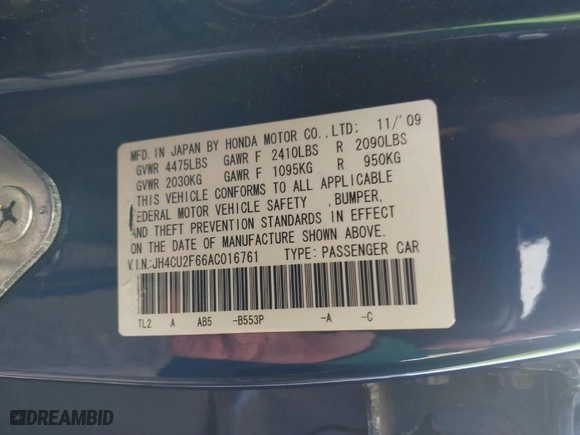 MFD. IN JAPAN BY HONDA MOTOR CO.,LTD; 11/'09
GVWR 4475LBS GAWR F 2410LBS R 2090LBS
GVWR 2030KG GAWR F 1095KG R 950KG
THIS VEHICLE CONFORMS TO ALL APPLICABLE
FEDERAL MOTOR VEHICLE SAFETY ,BUMPER,
AND THEFT PREVENTION STANDARDS IN EFFECT
ON THE DATE OF MANUFACTURE SHOWN ABOVE.
V.I.N:JH4CU2F66AC016761 TYPE: PASSENGER CAR
TL2 A AB5 -B553P -A -C
DREAMBID